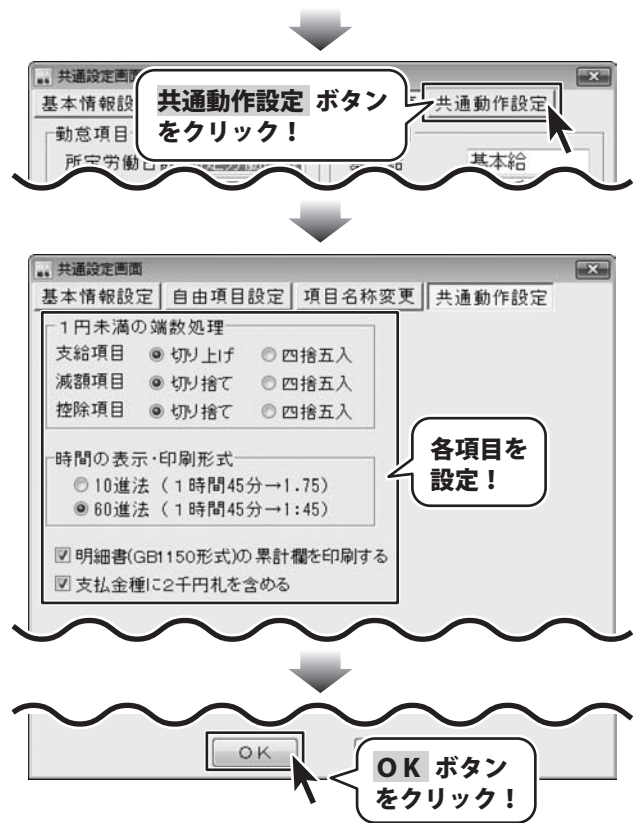 共通設定画面
基本情報設
共通動作設定 ボタン
をクリック！
共通動作設定
勤怠項目
所定労働日
基本給
共通設定画面
基本情報設定 自由項目設定 項目名称変更 共通動作設定
1円未満の端数処理
支給項目 切り上げ 四捨五入
減額項目 切り捨て 四捨五入
控除項目 切り捨て 四捨五入
時間の表示・印刷形式
10進法（1時間45分→1.75）
60進法（1時間45分→1:45）
明細書(GB1150形式)の累計欄を印刷する
支払金種に2千円札を含める
各項目を
設定！
OK
OK ボタン
をクリック！